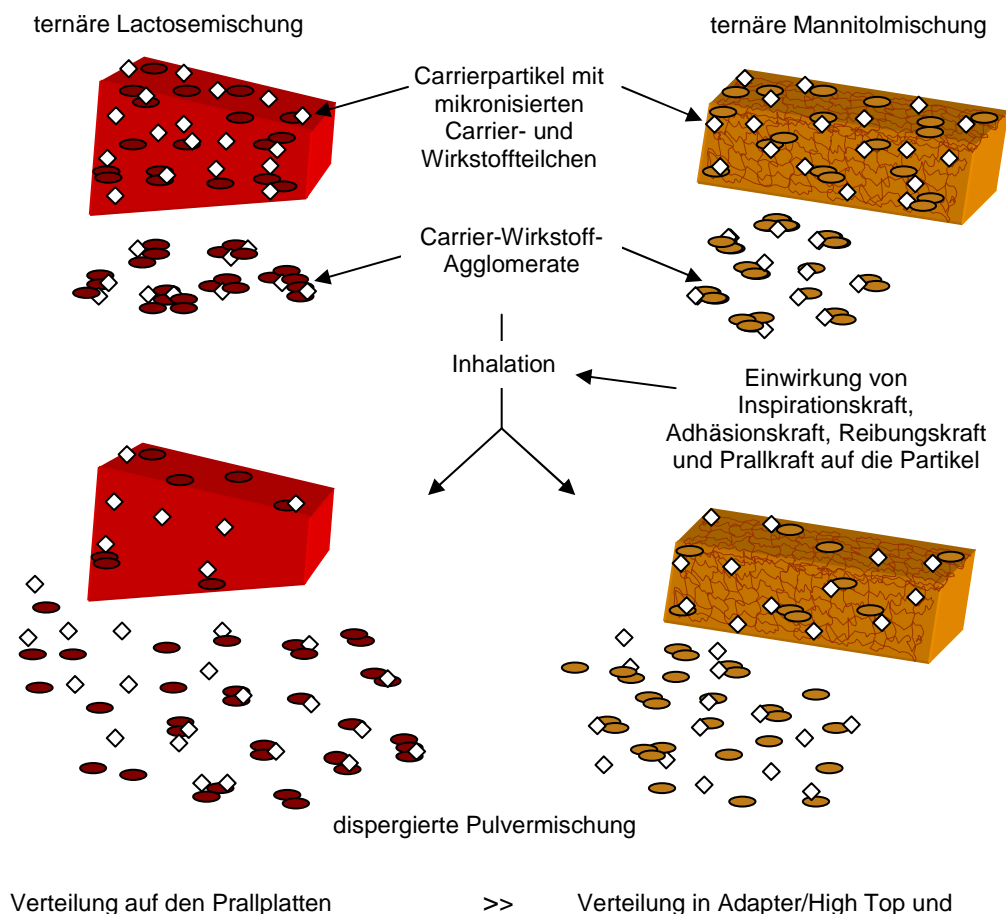 ternäre Lactosemischung
ternäre Mannitolmischung
Carrierpartikel mit
mikronisierten
Carrier- und
Wirkstoffteilchen
Carrier-Wirkstoff-
Agglomerate
Inhalation
Einwirkung von
Inspirationskraft,
Adhäsionskraft, Reibungskraft
und Prallkraft auf die Partikel
dispergierte Pulvermischung
Verteilung auf den Prallplatten >> Verteilung in Adapter/High Top und